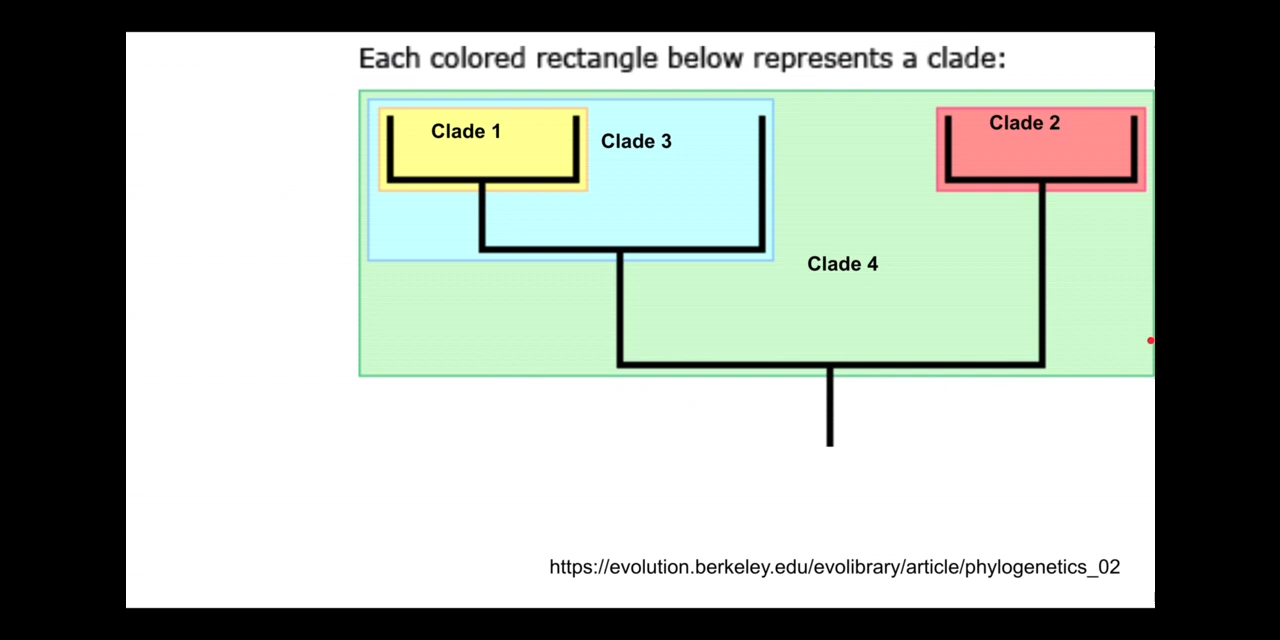 Each colored rectangle below represents a clade:
Clade 1
Clade 2
Clade 3
Clade 4
https://evolution.berkeley.edu/evolibrary/article/phylogenetics_02